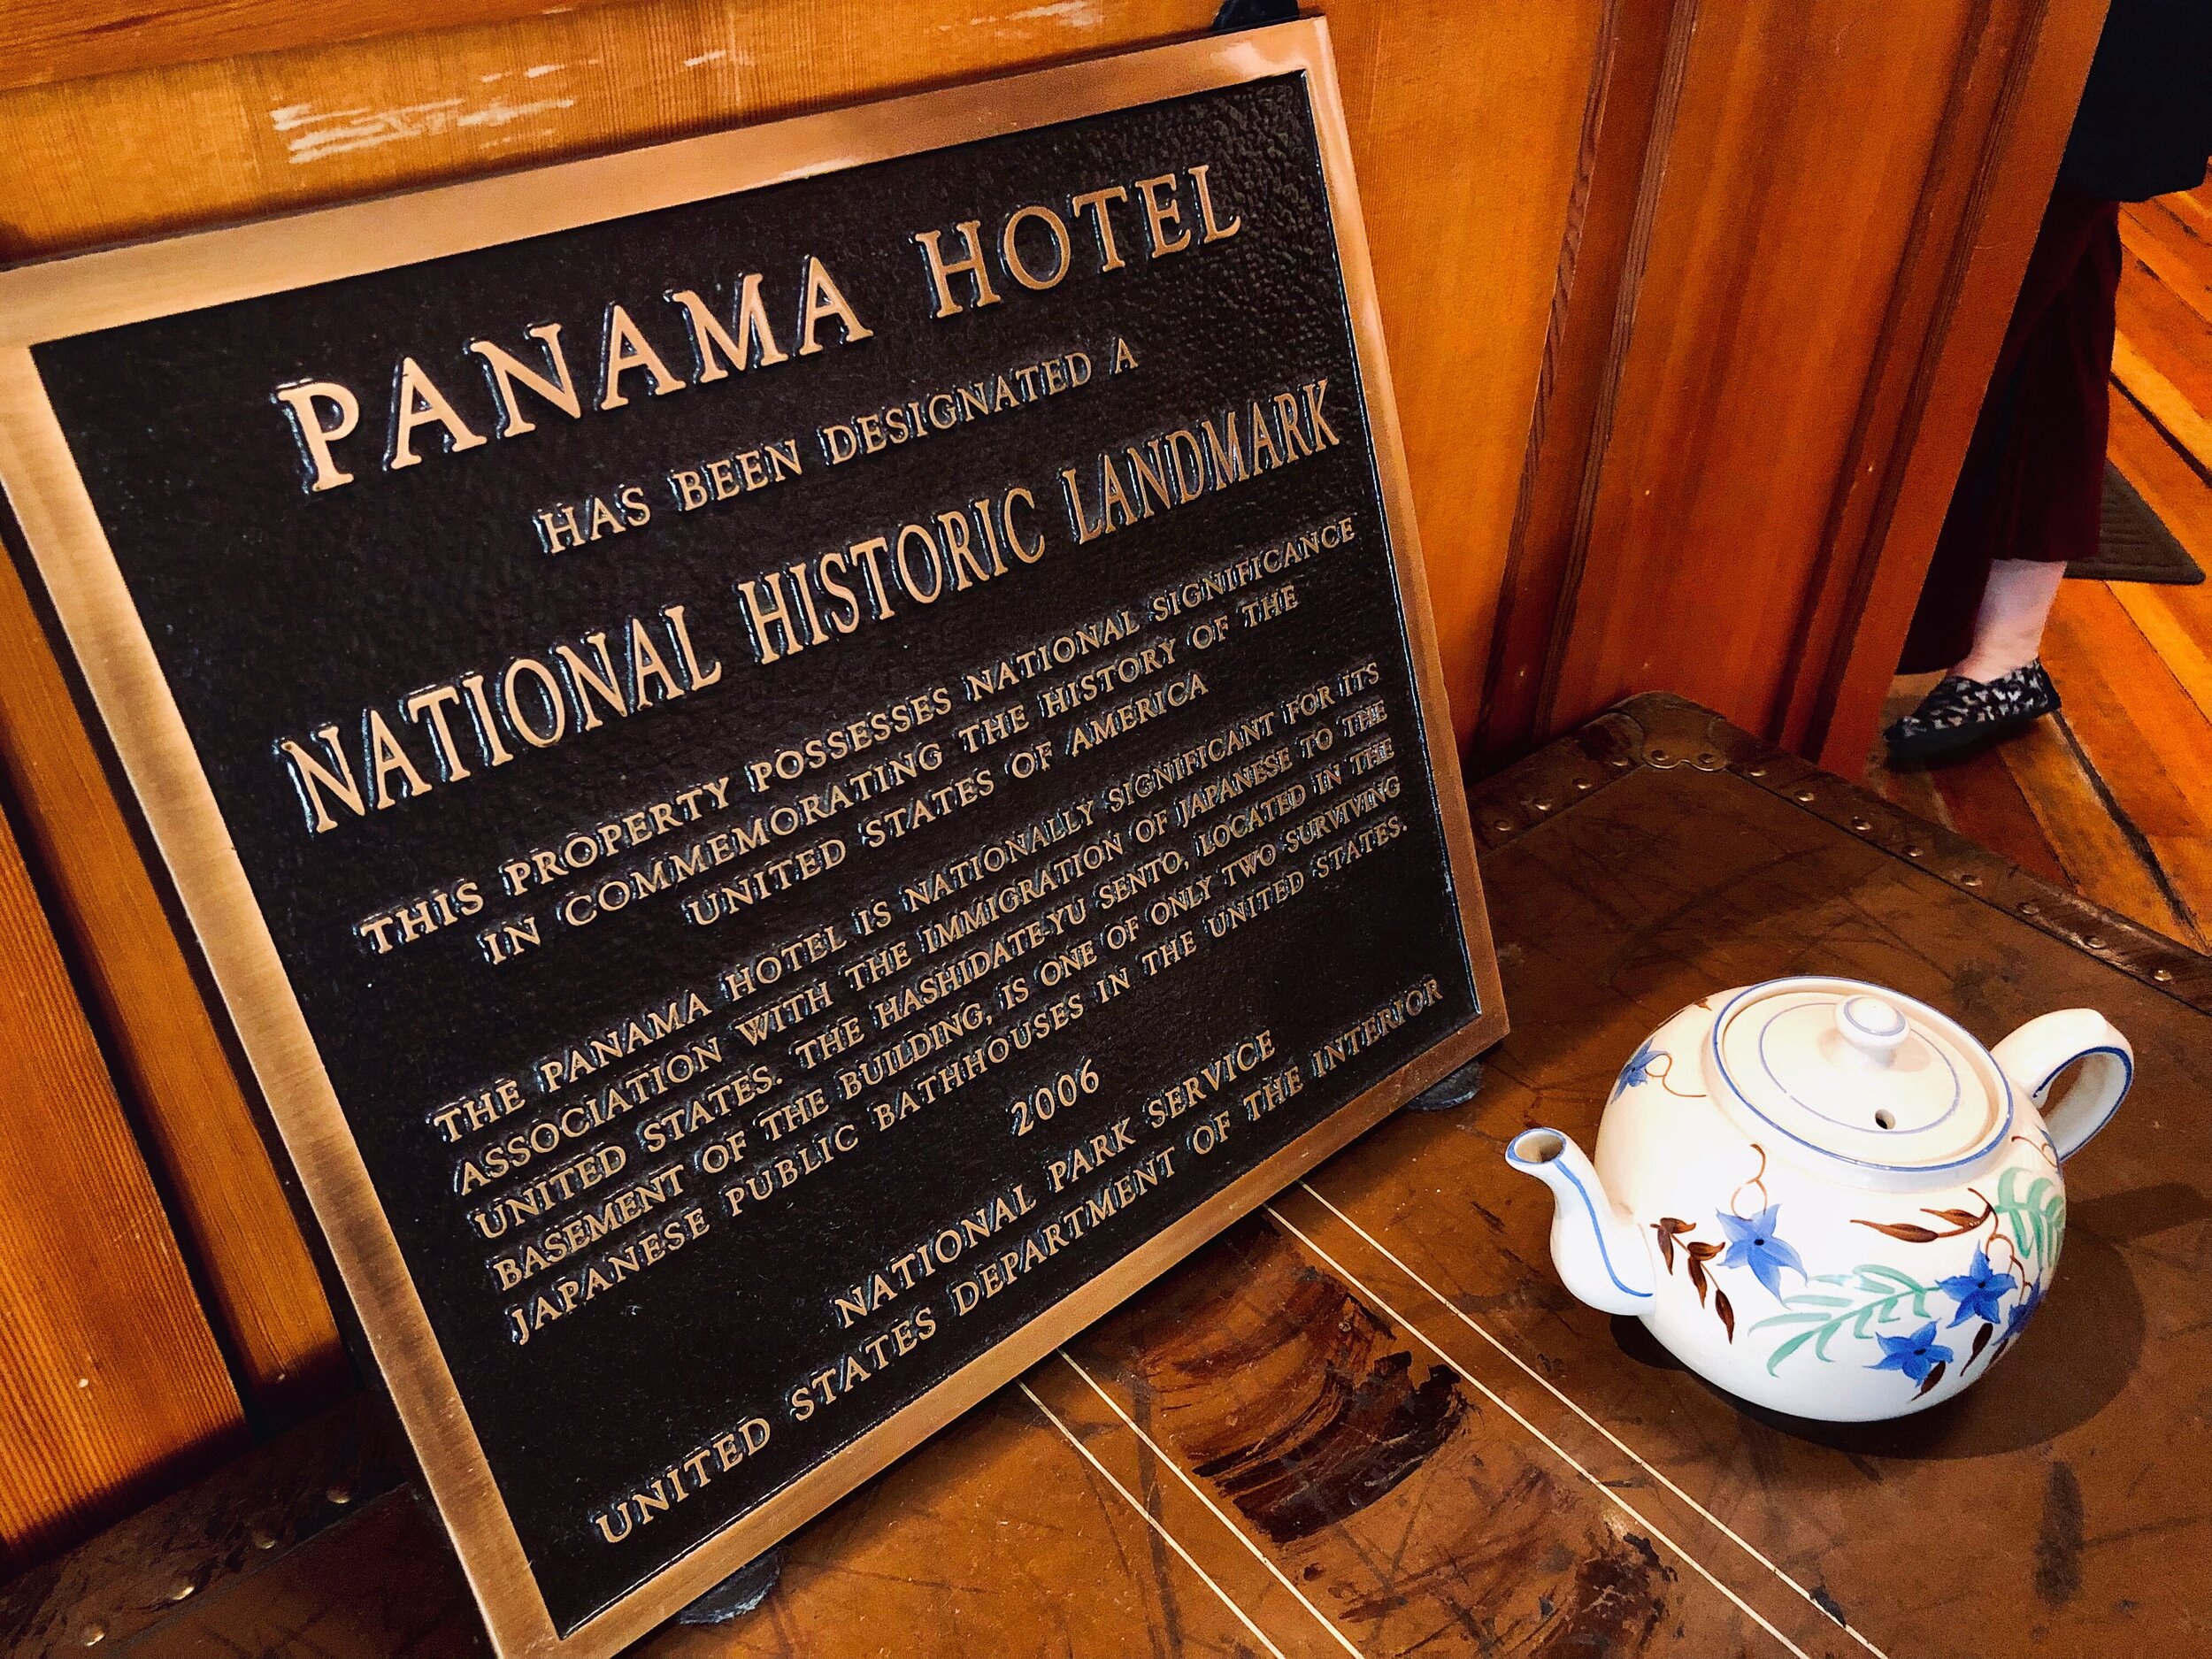 PANAMA HOTEL
HAS BEEN DESIGNATED A
NATIONAL HISTORIC LANDMARK
THIS PROPERTY POSSESSES NATIONAL SIGNIFICANCE
IN COMMEMORATING THE HISTORY OF THE
UNITED STATES OF AMERICA
THE PANAMA HOTEL IS NATIONALLY SIGNIFICANT FOR ITS
ASSOCIATION WITH THE IMMIGRATION OF JAPANESE TO THE
UNITED STATES. THE HASHIDATE-YU SENTO, LOCATED IN THE
BASEMENT OF THE BUILDING, IS ONE OF ONLY TWO SURVIVING
JAPANESE PUBLIC BATHHOUSES IN THE UNITED STATES.
2006
NATIONAL PARK SERVICE
UNITED STATES DEPARTMENT OF THE INTERIOR